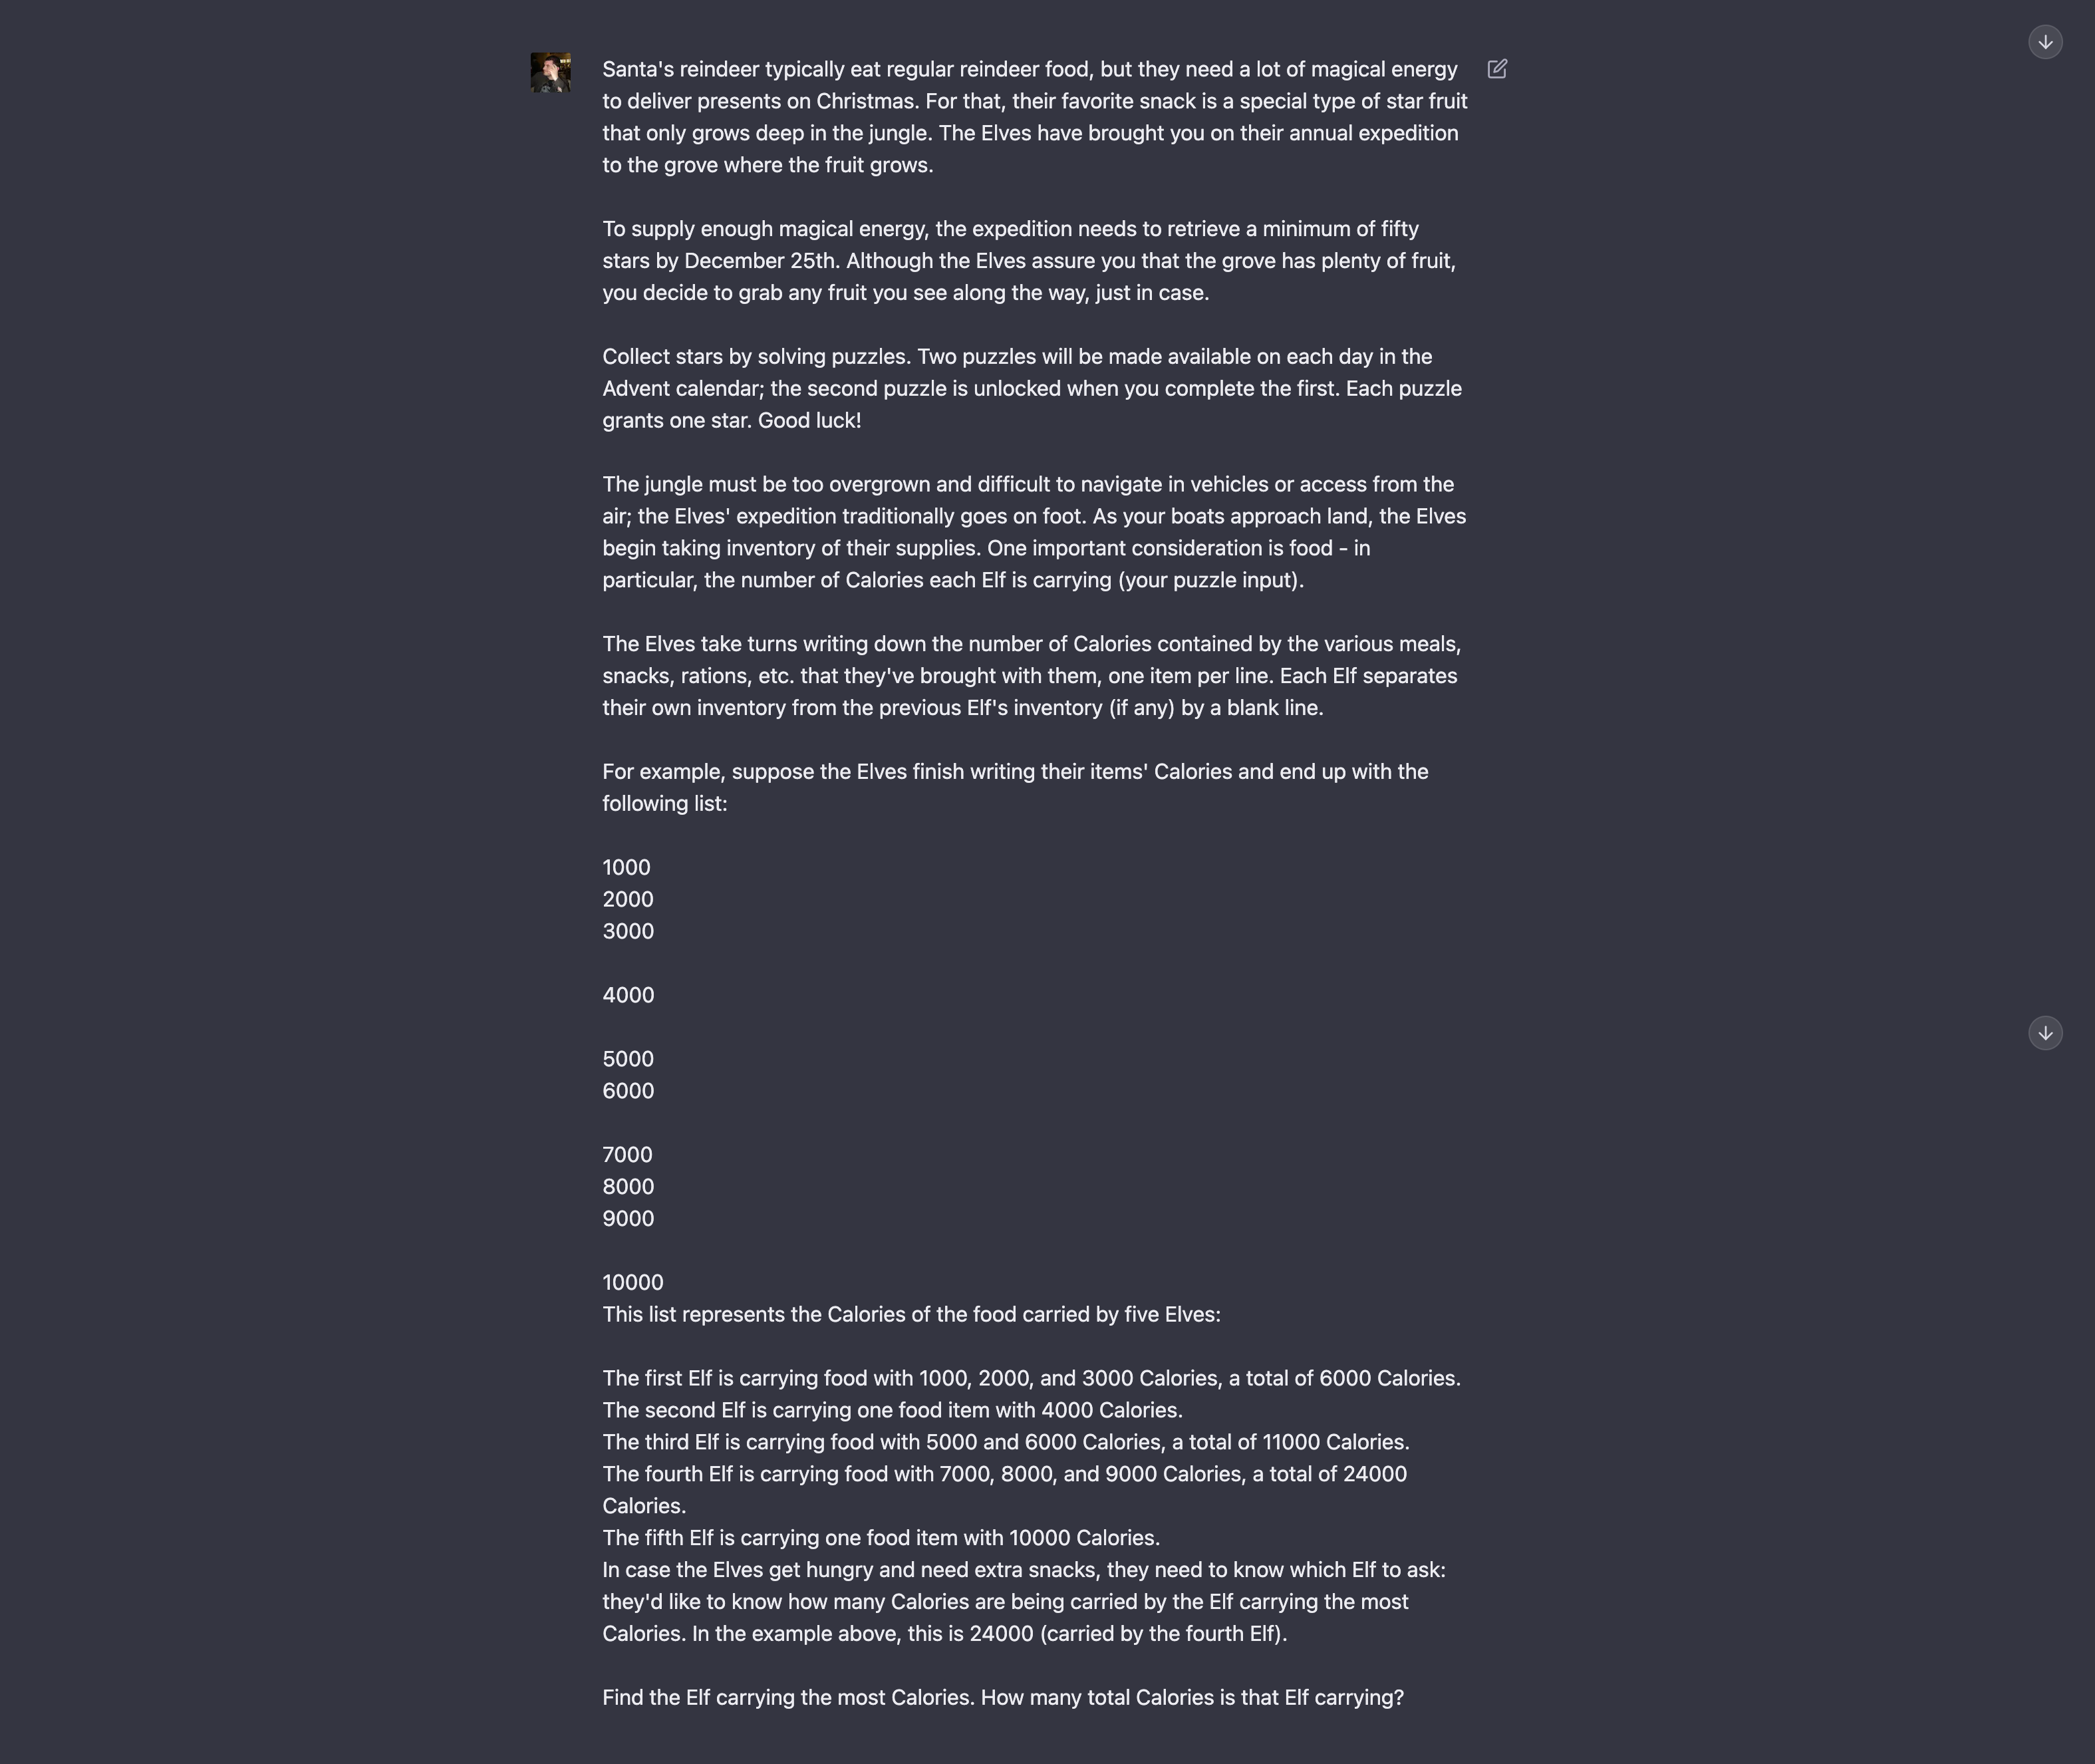 Santa's reindeer typically eat regular reindeer food, but they need a lot of magical energy
to deliver presents on Christmas. For that, their favorite snack is a special type of star fruit
that only grows deep in the jungle. The Elves have brought you on their annual expedition
to the grove where the fruit grows.
To supply enough magical energy, the expedition needs to retrieve a minimum of fifty
stars by December 25th. Although the Elves assure you that the grove has plenty of fruit,
you decide to grab any fruit you see along the way, just in case.
Collect stars by solving puzzles. Two puzzles will be made available on each day in the
Advent calendar; the second puzzle is unlocked when you complete the first. Each puzzle
grants one star. Good luck!
The jungle must be too overgrown and difficult to navigate in vehicles or access from the
air; the Elves' expedition traditionally goes on foot. As your boats approach land, the Elves
begin taking inventory of their supplies. One important consideration is food - in
particular, the number of Calories each Elf is carrying (your puzzle input).
The Elves take turns writing down the number of Calories contained by the various meals,
snacks, rations, etc. that they've brought with them, one item per line. Each Elf separates
their own inventory from the previous Elf's inventory (if any) by a blank line.
For example, suppose the Elves finish writing their items' Calories and end up with the
following list:
1000
2000
3000
4000
5000
6000
7000
8000
9000
10000
This list represents the Calories of the food carried by five Elves:
The first Elf is carrying food with 1000, 2000, and 3000 Calories, a total of 6000 Calories.
The second Elf is carrying one food item with 4000 Calories.
The third Elf is carrying food with 5000 and 6000 Calories, a total of 11000 Calories.
The fourth Elf is carrying food with 7000, 8000, and 9000 Calories, a total of 24000
Calories.
The fifth Elf is carrying one food item with 10000 Calories.
In case the Elves get hungry and need extra snacks, they need to know which Elf to ask:
they'd like to know how many Calories are being carried by the Elf carrying the most
Calories. In the example above, this is 24000 (carried by the fourth Elf).
Find the Elf carrying the most Calories. How many total Calories is that Elf carrying?